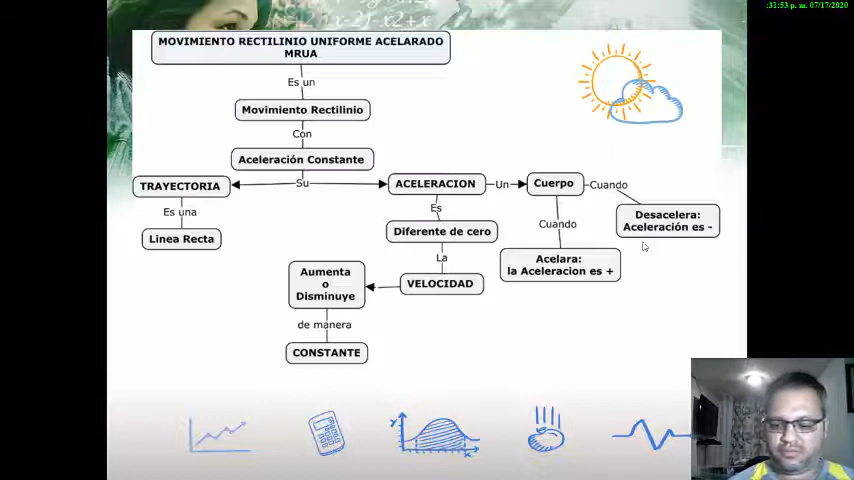 :31:53 p. m. 07/17/2020
MOVIMIENTO RECTILINIO UNIFORME ACELARADO
MRUA
Es un
Movimiento Rectilinio
Con
Aceleración Constante
Su
TRAYECTORIA
Es una
Linea Recta
ACELERACION
Es
Diferente de cero
La
VELOCIDAD
Aumenta
o
Disminuye
de manera
CONSTANTE
Un
Cuerpo
Cuando
Acelara:
la Aceleracion es +
Cuando
Desacelera:
Aceleración es -
Y
X